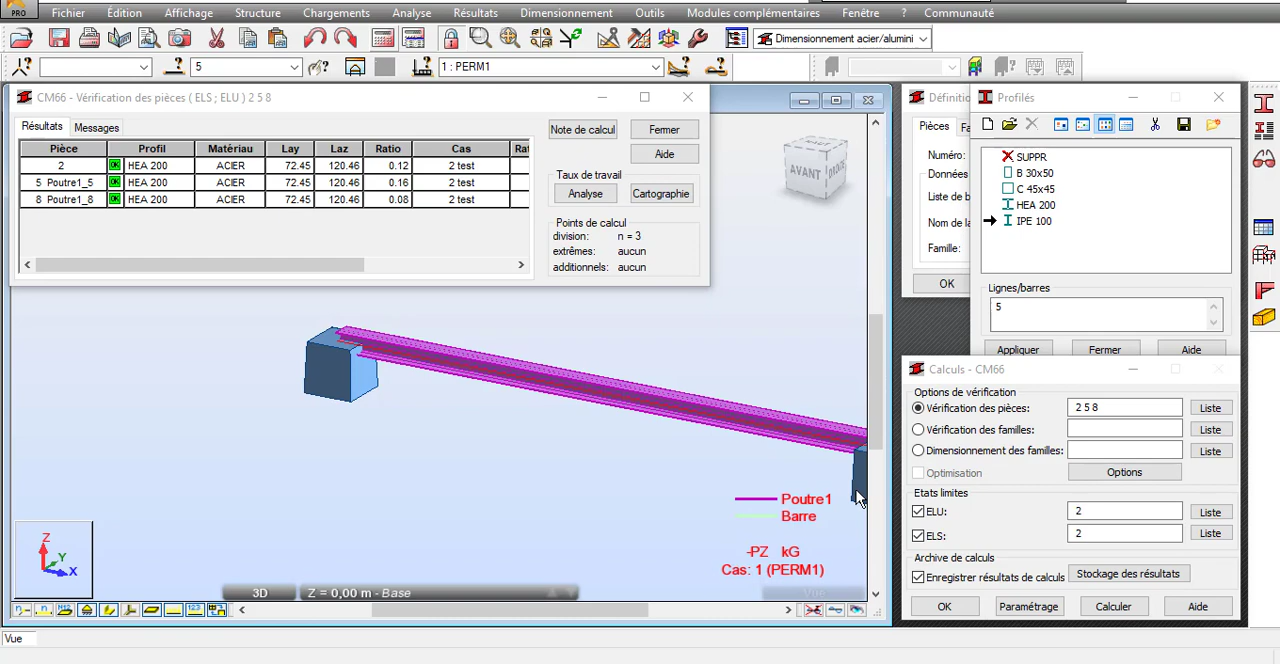 PRO
Fichier Édition Affichage Structure Chargements Analyse Résultats Dimensionnement Outils Modules complémentaires Fenêtre ? Communauté
Dimensionnement acier/alumini
5 1 : PERM1
CM66 - Vérification des pièces ( ELS ; ELU ) 2 5 8
Résultats Messages
Pièce Profil Matériau Lay Laz Ratio Cas Rat
2 OK HEA 200 ACIER 72.45 120.46 0.12 2 test
5 Poutre1_5 OK HEA 200 ACIER 72.45 120.46 0.16 2 test
8 Poutre1_8 OK HEA 200 ACIER 72.45 120.46 0.08 2 test
Note de calcul Fermer
Aide
Taux de travail
Analyse Cartographie
Points de calcul
division: n = 3
extrêmes: aucun
additionnels: aucun
AVANT DROITE
Poutre1
Barre
-PZ kG
Cas: 1 (PERM1)
Z
Y
X
3D Z = 0,00 m - Base Vue
Vue
Définiti
Pièces Fa
Numéro:
Données
Liste de b
Nom de la
Famille:
OK
Profilés
SUPPR
B 30x50
C 45x45
HEA 200
IPE 100
Lignes/barres
5
Appliquer Fermer Aide
Calculs - CM66
Options de vérification
Vérification des pièces: 2 5 8 Liste
Vérification des familles: Liste
Dimensionnement des familles: Liste
Optimisation Options
Etats limites
ELU: 2 Liste
ELS: 2 Liste
Archive de calculs
Enregistrer résultats de calculs Stockage des résultats
OK Paramétrage Calculer Aide